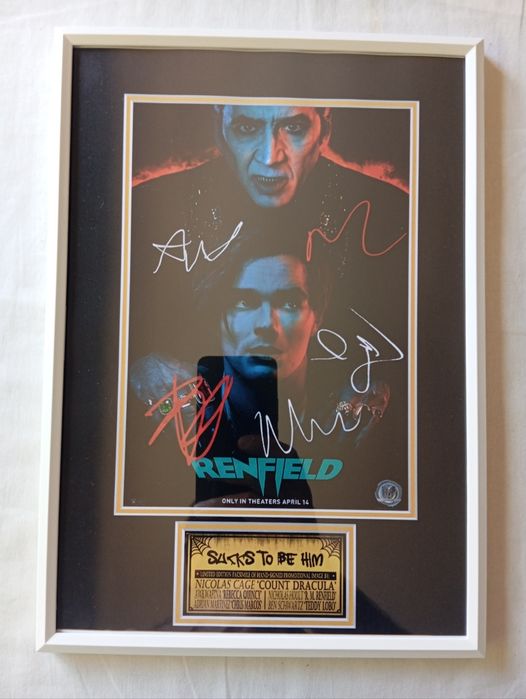 RENFIELD
ONLY IN THEATERS APRIL 14
SUCKS TO BE HIM
LIMITED EDITION FACSIMILE OF HAND-SIGNED PROMOTIONAL IMAGE BY:
NICOLAS CAGE 'COUNT DRACULA'
AWKWAFINA 'REBECCA QUINCY' | NICHOLAS HOULT 'R. M. RENFIELD'
ADRIAN MARTINEZ 'CHRIS MARCOS' | BEN SCHWARTZ 'TEDDY LOBO'